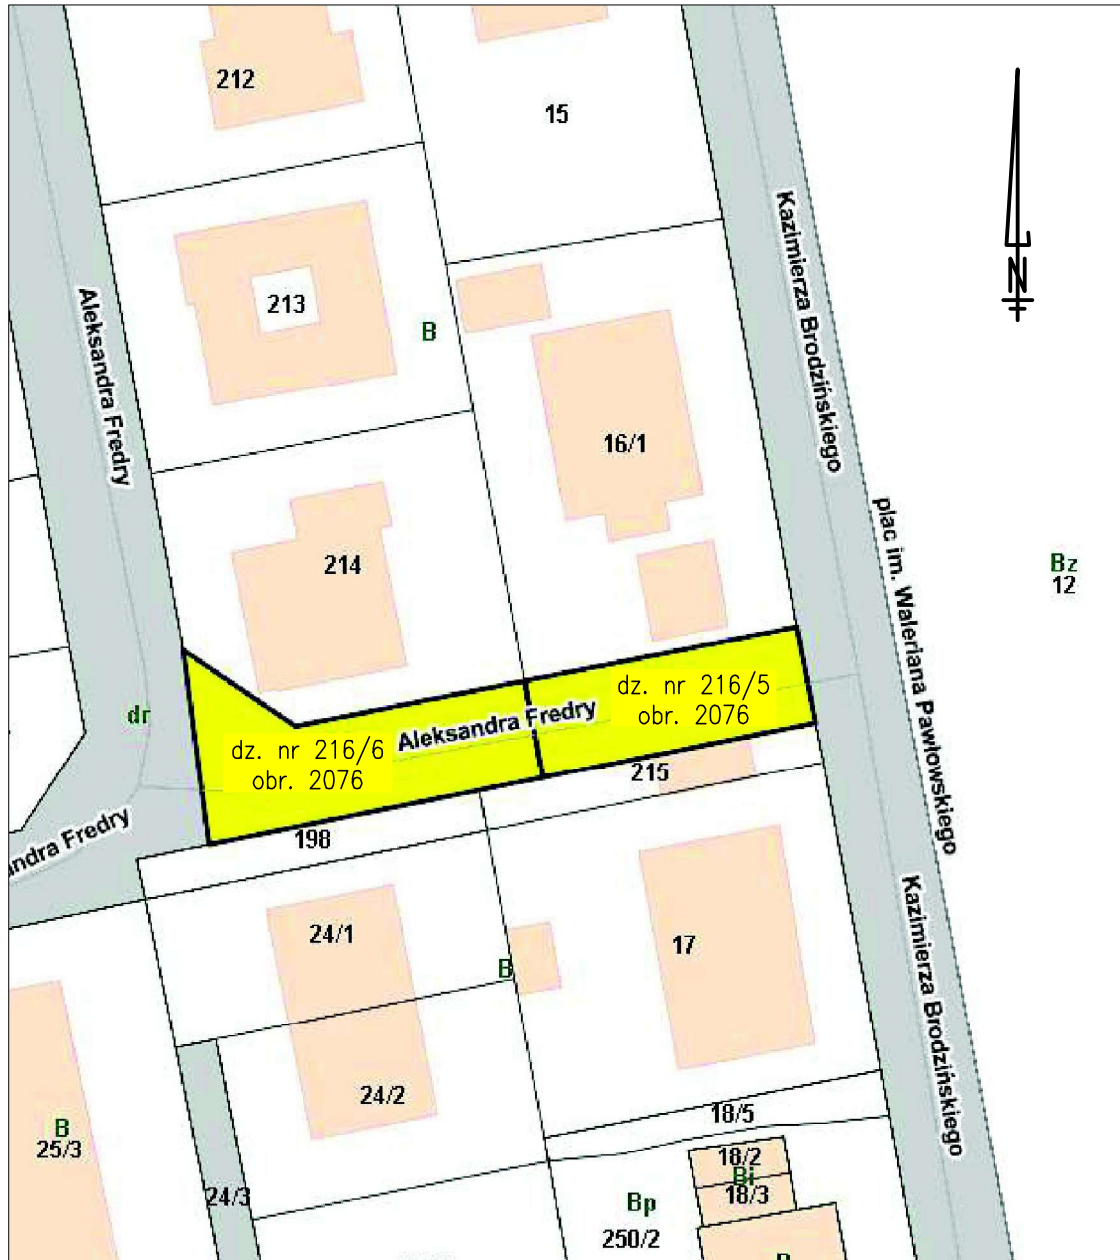 212
15
Kazimierza Brodzińskiego
N
Aleksandra Fredry
213
B
16/1
plac im. Waleriana Pawłowskiego
214
Bz
12
dz. nr 216/5
obr. 2076
dr
Aleksandra Fredry
dz. nr 216/6
obr. 2076
215
andra Fredry
198
Kazimierza Brodzińskiego
24/1
17
B
24/2
18/5
B
25/3
18/2
Bi
18/3
24/3
Bp
250/2